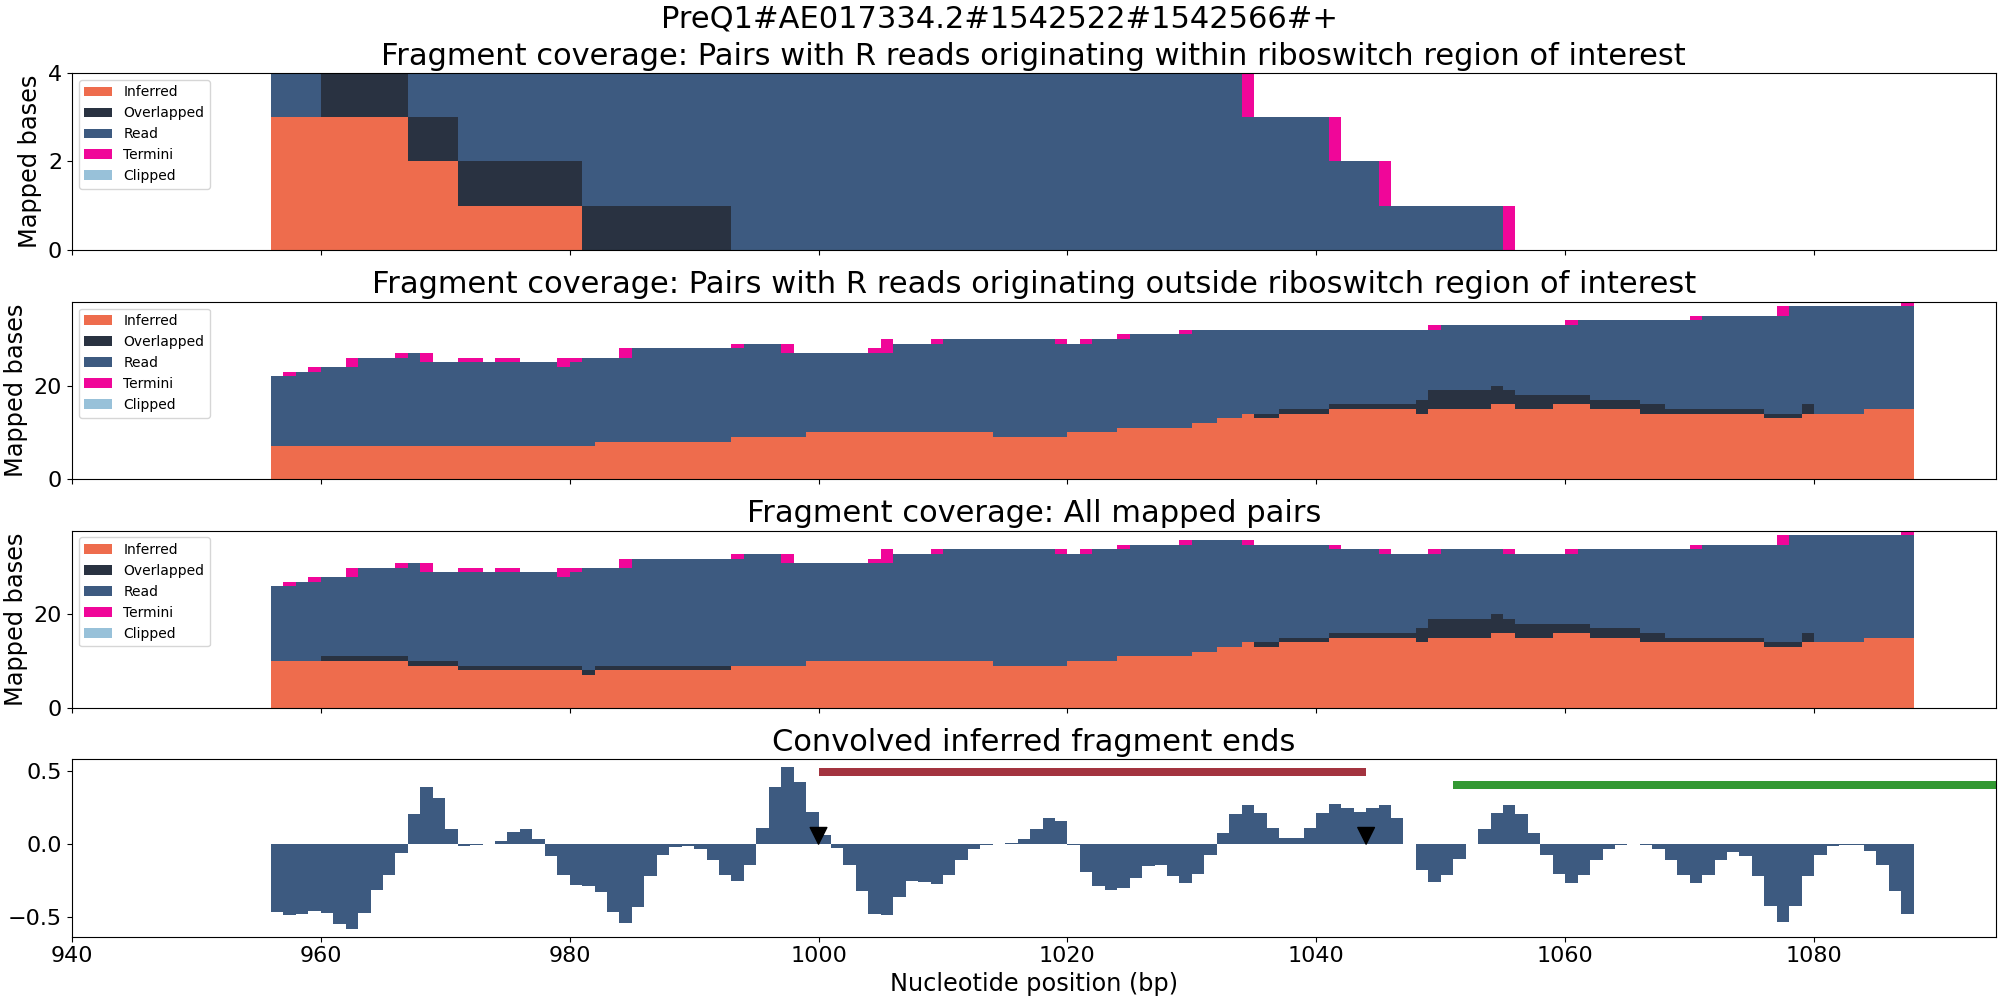 PreQ1#AE017334.2#1542522#1542566#+
Fragment coverage: Pairs with R reads originating within riboswitch region of interest
Mapped bases
4
2
0
Inferred
Overlapped
Read
Termini
Clipped
Fragment coverage: Pairs with R reads originating outside riboswitch region of interest
Mapped bases
20
0
Inferred
Overlapped
Read
Termini
Clipped
Fragment coverage: All mapped pairs
Mapped bases
20
0
Inferred
Overlapped
Read
Termini
Clipped
Convolved inferred fragment ends
0.5
0.0
−0.5
940 960 980 1000 1020 1040 1060 1080
Nucleotide position (bp)